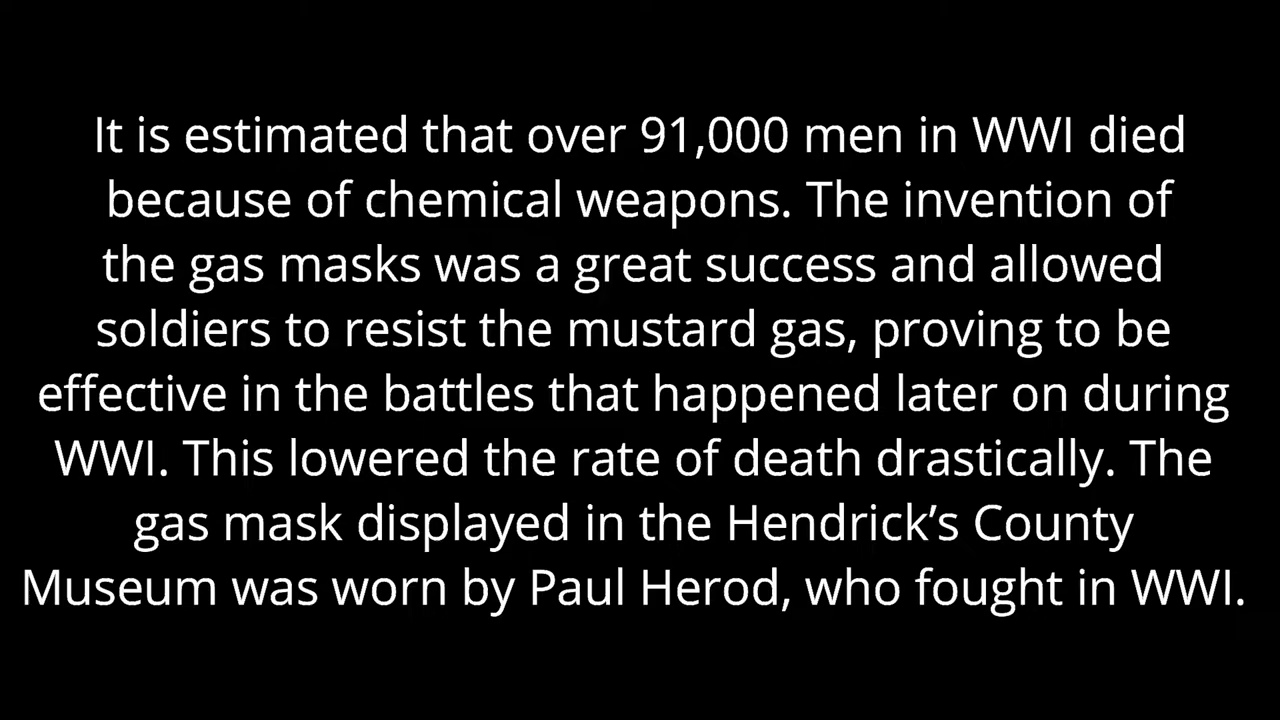 It is estimated that over 91,000 men in WWI died
because of chemical weapons. The invention of
the gas masks was a great success and allowed
soldiers to resist the mustard gas, proving to be
effective in the battles that happened later on during
WWI. This lowered the rate of death drastically. The
gas mask displayed in the Hendrick’s County
Museum was worn by Paul Herod, who fought in WWI.